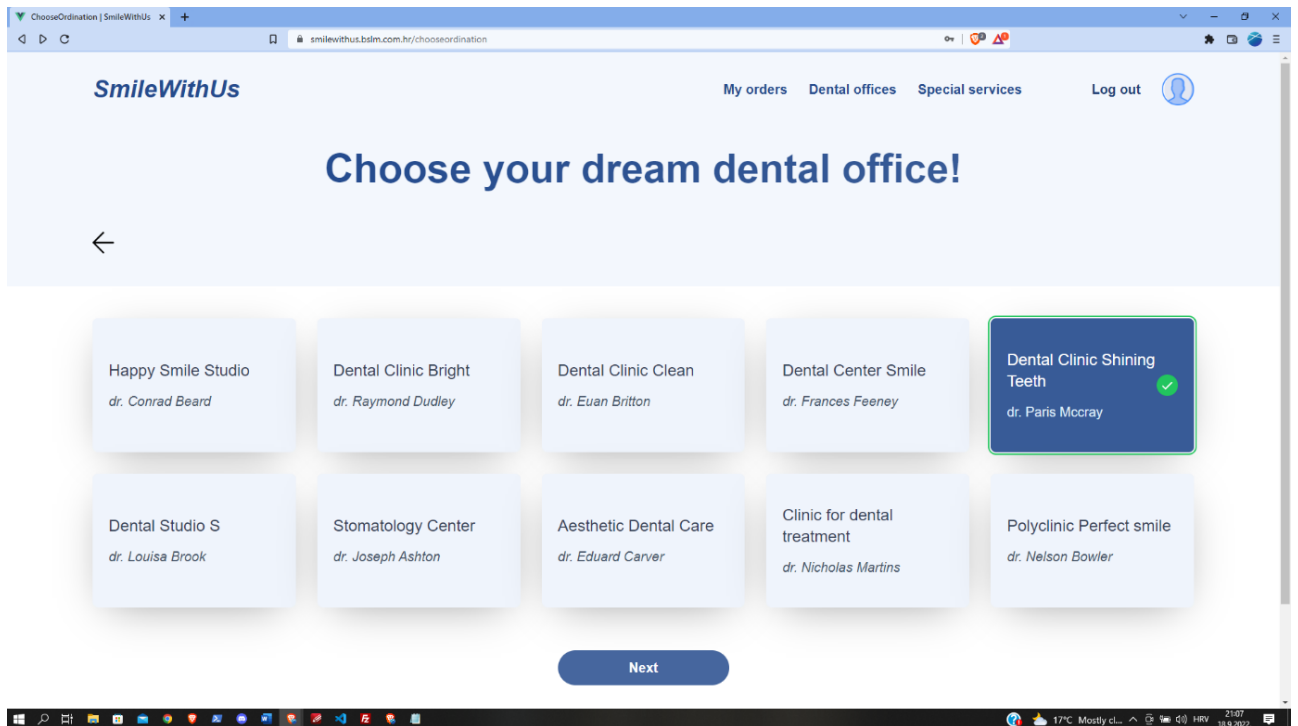 ChooseOrdination | SmileWithUs
smilewithus.bslm.com.hr/chooseordination
SmileWithUs
My orders Dental offices Special services Log out
Choose your dream dental office!
Happy Smile Studio
dr. Conrad Beard
Dental Clinic Bright
dr. Raymond Dudley
Dental Clinic Clean
dr. Euan Britton
Dental Center Smile
dr. Frances Feeney
Dental Clinic Shining
Teeth
dr. Paris Mccray
Dental Studio S
dr. Louisa Brook
Stomatology Center
dr. Joseph Ashton
Aesthetic Dental Care
dr. Eduard Carver
Clinic for dental
treatment
dr. Nicholas Martins
Polyclinic Perfect smile
dr. Nelson Bowler
Next
17°C Mostly cl... HRV 21:07
18.9.2022.